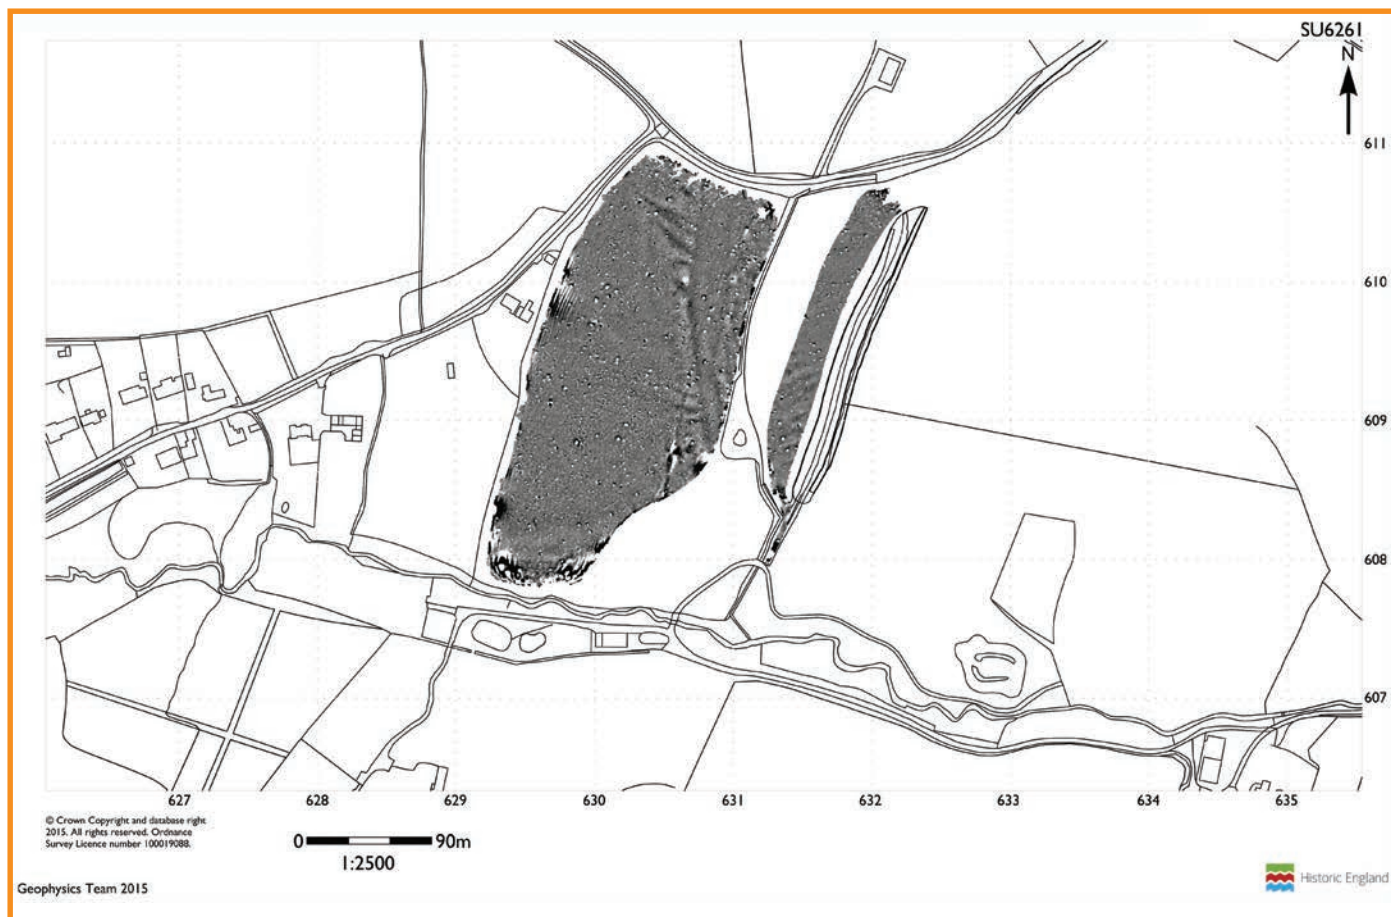 SU6261
N
611
610
609
608
607
627 628 629 630 631 632 633 634 635
© Crown Copyright and database right
2015. All rights reserved. Ordnance
Survey Licence number 100019088.
0 90m
1:2500
Geophysics Team 2015
Historic England